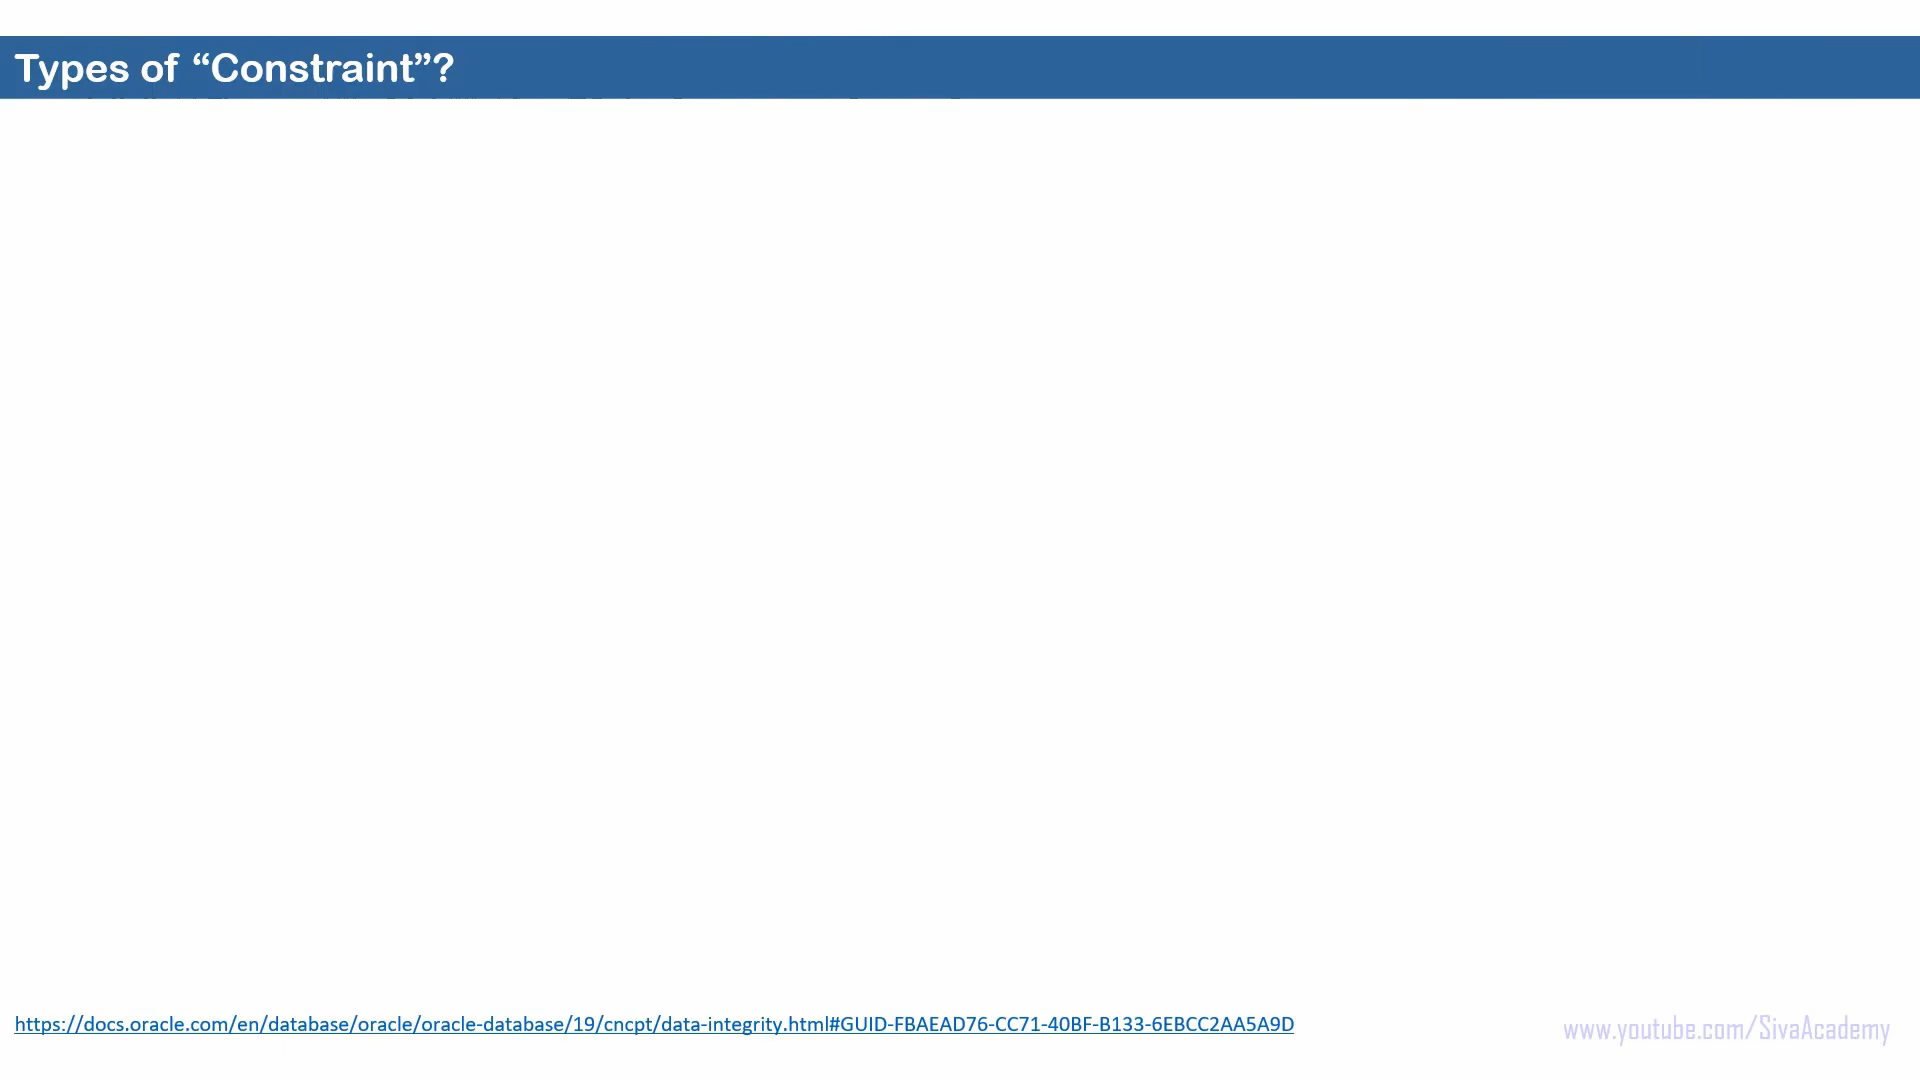 Types of “Constraint”?
https://docs.oracle.com/en/database/oracle/oracle-database/19/cncpt/data-integrity.html#GUID-FBAEAD76-CC71-40BF-B133-6EBCC2AA5A9D
www.youtube.com/SivaAcademy